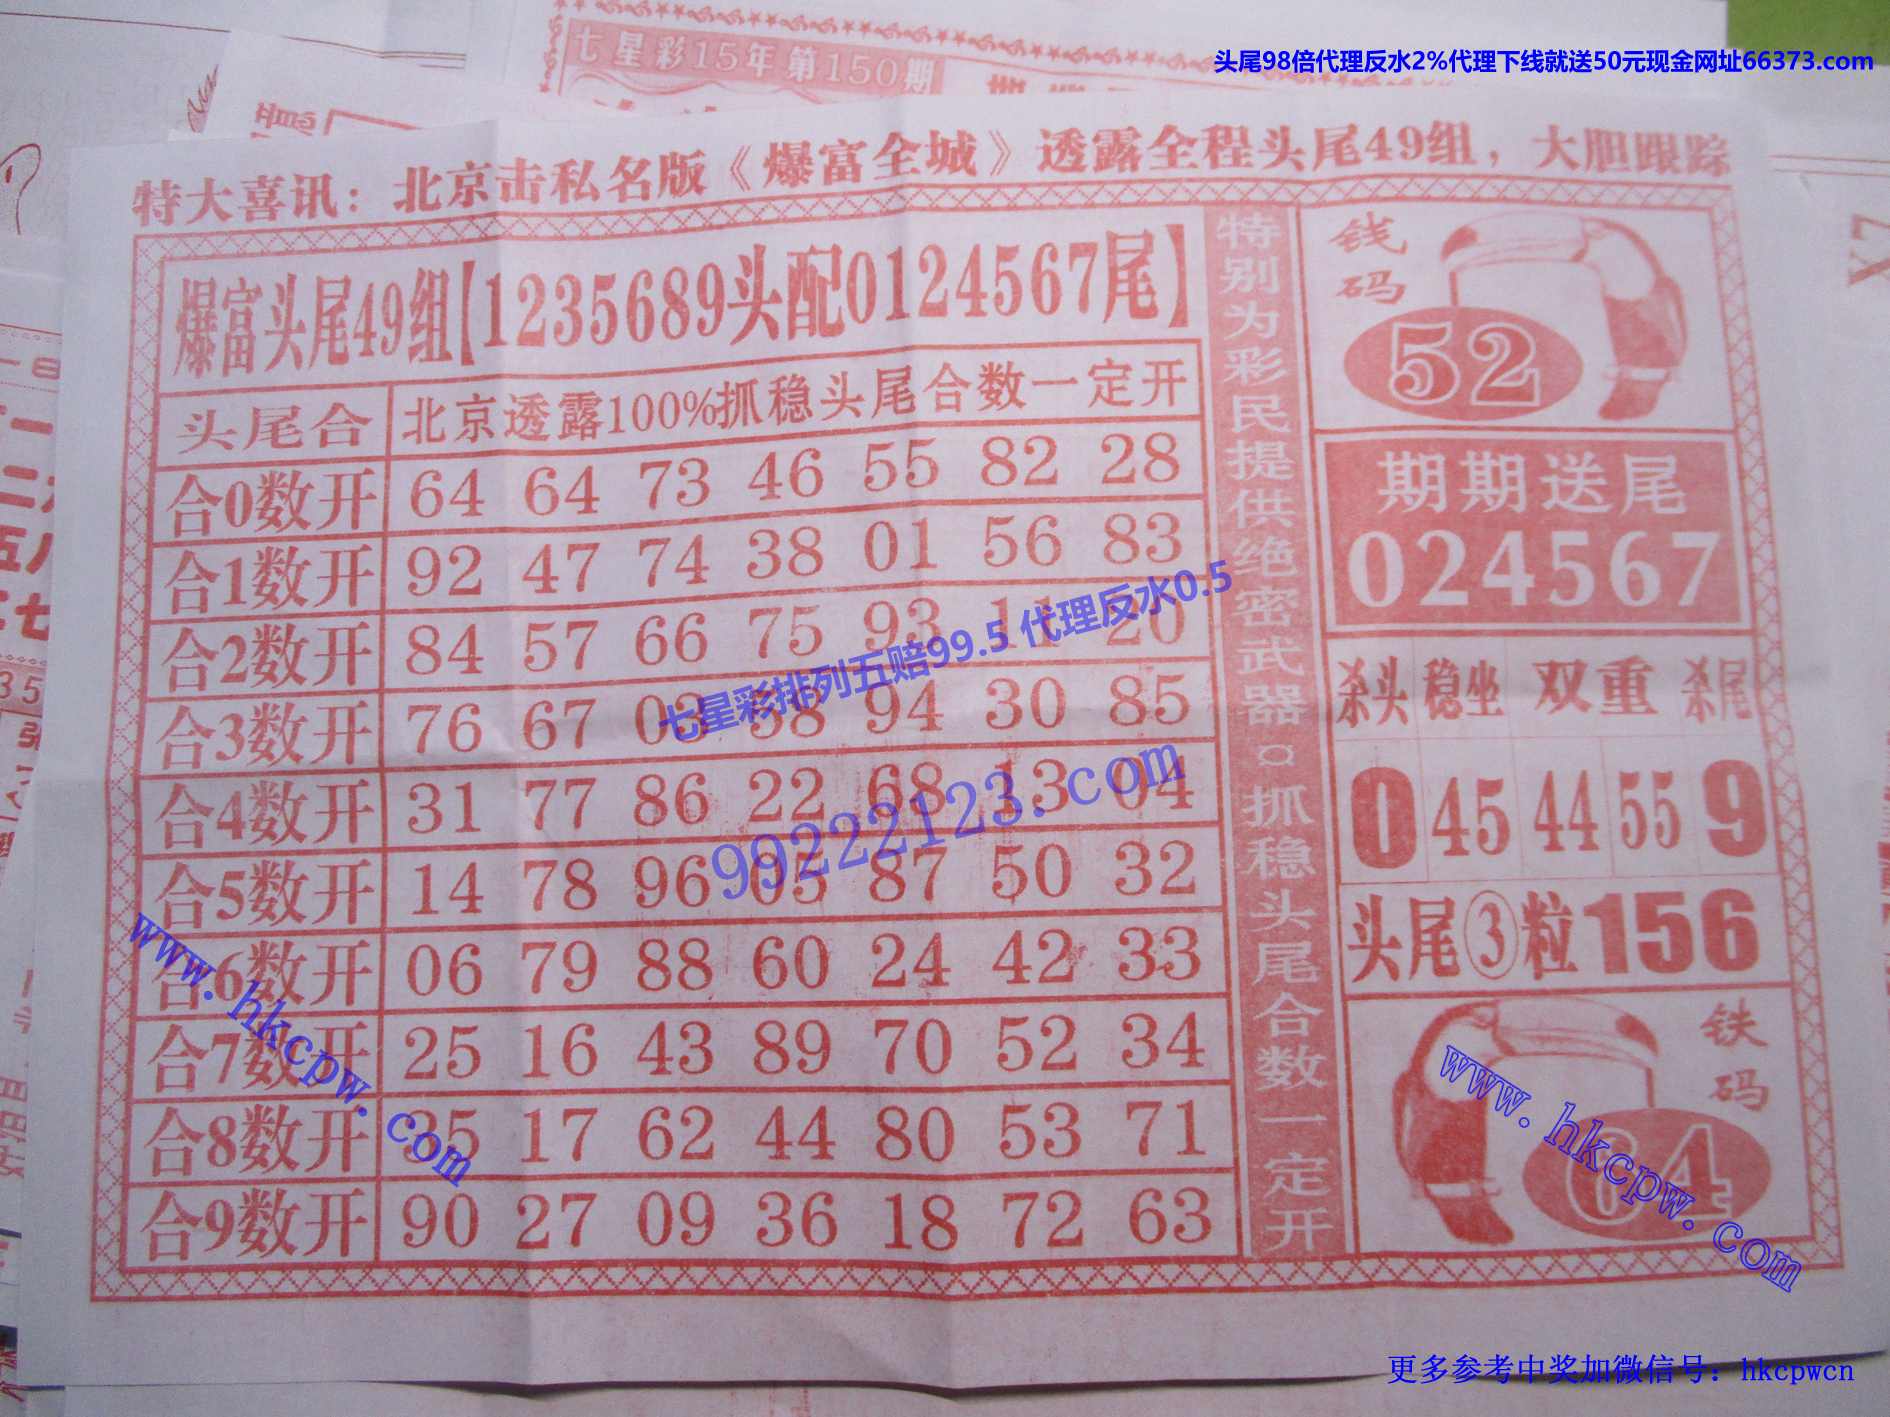 七星彩15年第150期
头尾98倍代理反水2%代理下线就送50元现金网址66373.com
特大喜讯：北京击私名版《爆富全城》透露全程头尾49组，大胆跟踪
爆富头尾49组【1235689头配0124567尾】
头尾合 北京透露100%抓稳头尾合数一定开
合0数开 64 64 73 46 55 82 28
合1数开 92 47 74 38 01 56 83
合2数开 84 57 66 75 93 11 20
合3数开 76 67 03 58 94 30 85
合4数开 31 77 86 22 68 13 04
合5数开 14 78 96 05 87 50 32
合6数开 06 79 88 60 24 42 33
合7数开 25 16 43 89 70 52 34
合8数开 35 17 62 44 80 53 71
合9数开 90 27 09 36 18 72 63
特别为彩民提供绝密武器¤抓稳头尾合数一定开
钱码
52
期期送尾
024567
杀头 稳坐 双重 杀尾
0 45 44 55 9
头尾③粒156
铁码
64
七星彩排列五赔99.5 代理反水0.5
99222123.com
www.hkcpw.com
www.hkcpw.com
更多参考中奖加微信号：hkcpwcn